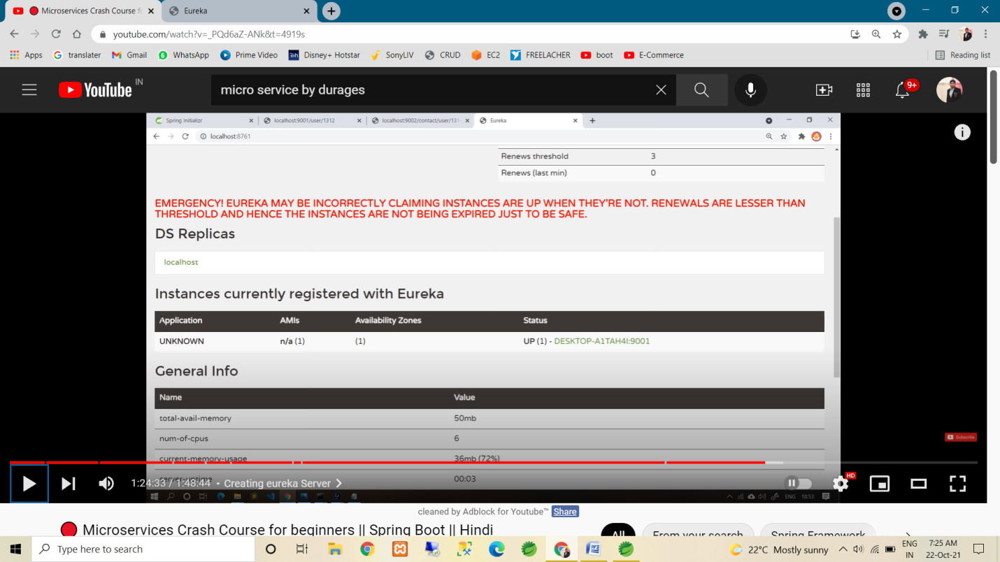 Microservices Crash Course fo
Eureka
youtube.com/watch?v=_PQd6aZ-ANk&t=4919s
Apps translater Gmail WhatsApp Prime Video Disney+ Hotstar SonyLIV CRUD EC2 FREELACHER boot E-Commerce Reading list
YouTube IN
micro service by durages
9+
Spring Initializr
localhost:9001/user/1312
localhost:9002/contact/user/131
Eureka
localhost:8761
Renews threshold 3
Renews (last min) 0
EMERGENCY! EUREKA MAY BE INCORRECTLY CLAIMING INSTANCES ARE UP WHEN THEY'RE NOT. RENEWALS ARE LESSER THAN
THRESHOLD AND HENCE THE INSTANCES ARE NOT BEING EXPIRED JUST TO BE SAFE.
DS Replicas
localhost
Instances currently registered with Eureka
Application AMIs Availability Zones Status
UNKNOWN n/a (1) (1) UP (1) - DESKTOP-A1TAH4I:9001
General Info
Name Value
total-avail-memory 50mb
num-of-cpus 6
current-memory-usage 36mb (72%)
server-uptime 00:03
Subscribe
1:24:33 / 1:48:44 • Creating eureka Server
HD
ENG 18:53
cleaned by Adblock for Youtube™ Share
Microservices Crash Course for beginners || Spring Boot || Hindi
All From your search Spring Framework
Type here to search
22°C Mostly sunny
ENG
IN
7:25 AM
22-Oct-21